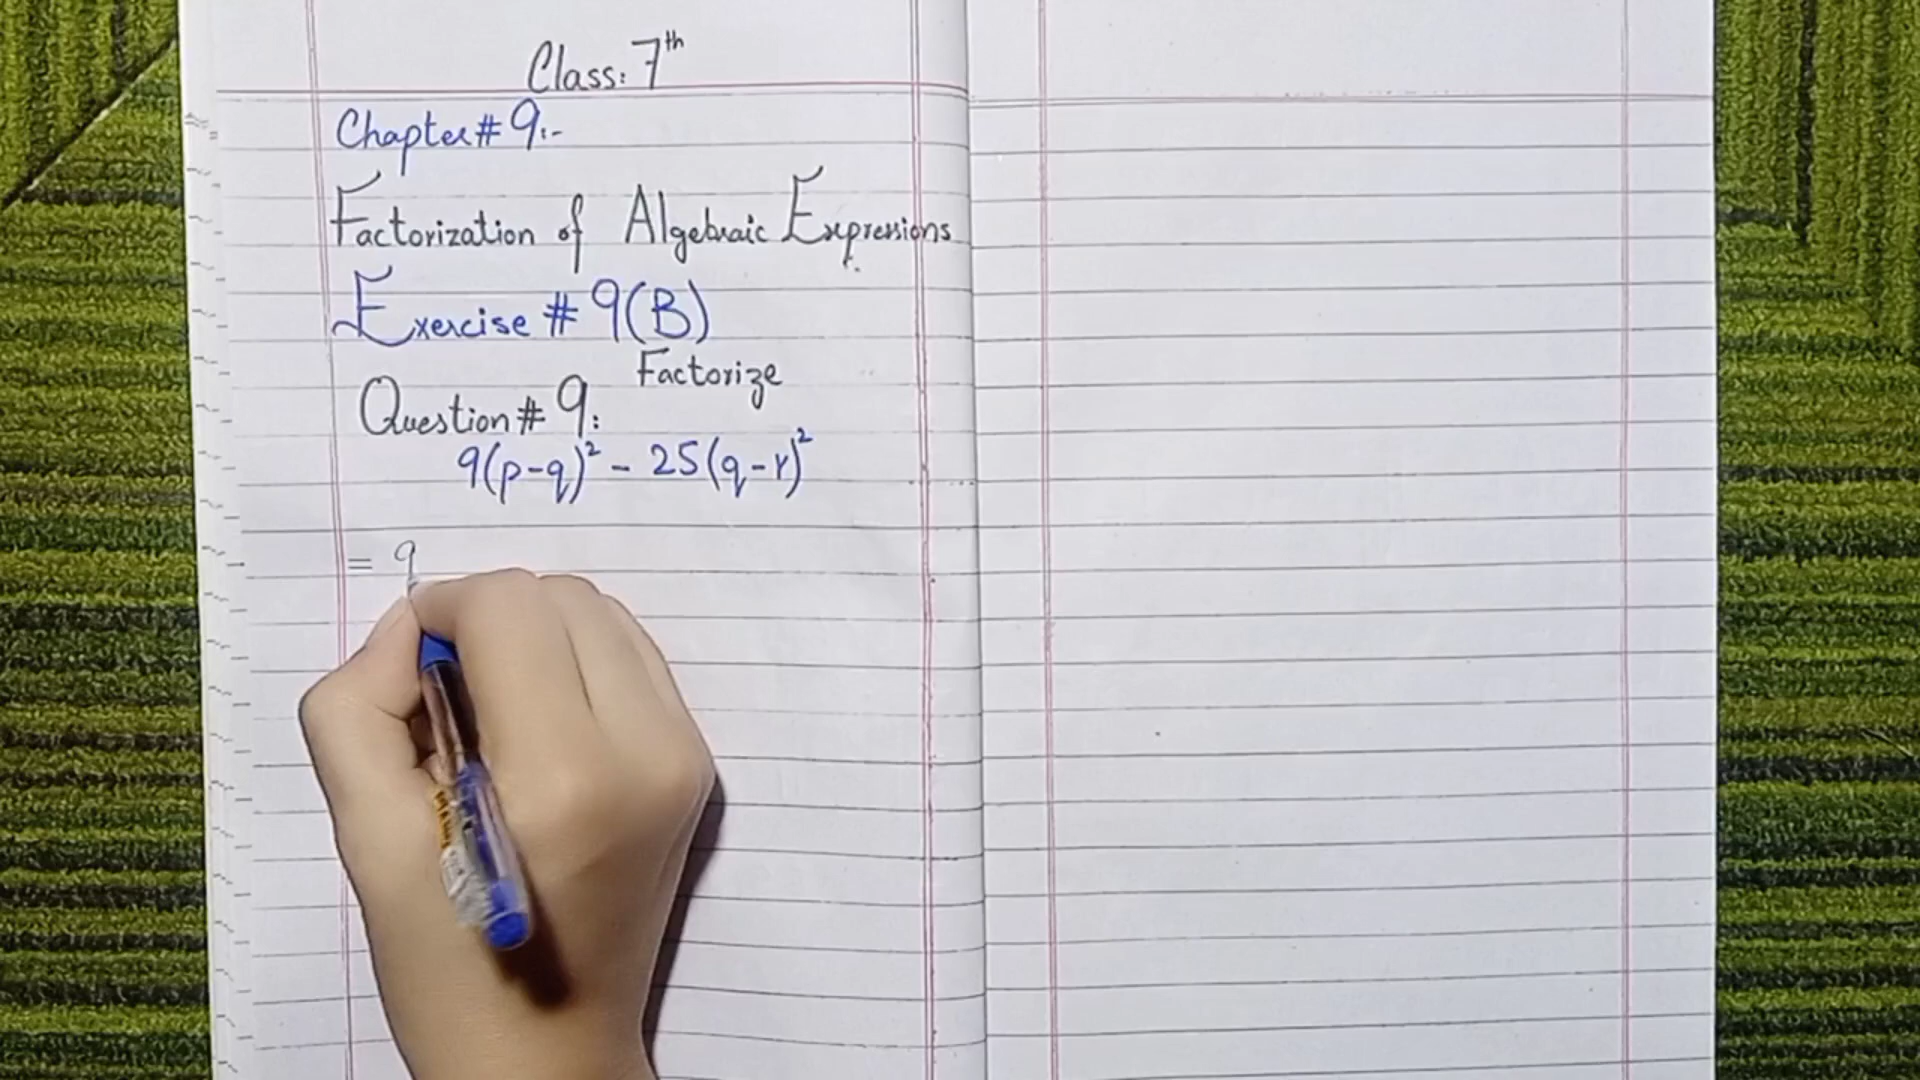 Class: 7th
Chapter # 9:-
Factorization of Algebraic Expressions
Exercise # 9(B)
Factorize
Question # 9:
9(p-q)² - 25(q-r)²
= 9